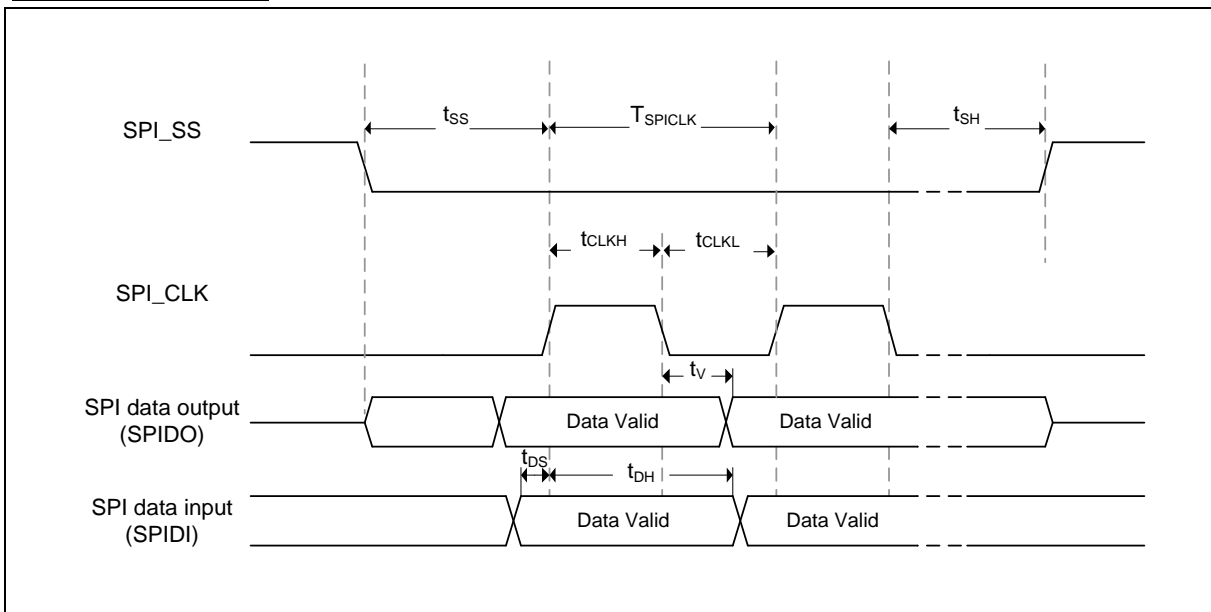 tSS
TSPICLK
tSH
SPI_SS
tCLKH
tCLKL
SPI_CLK
tV
SPI data output
(SPIDO)
Data Valid
Data Valid
tDS
tDH
SPI data input
(SPIDI)
Data Valid
Data Valid